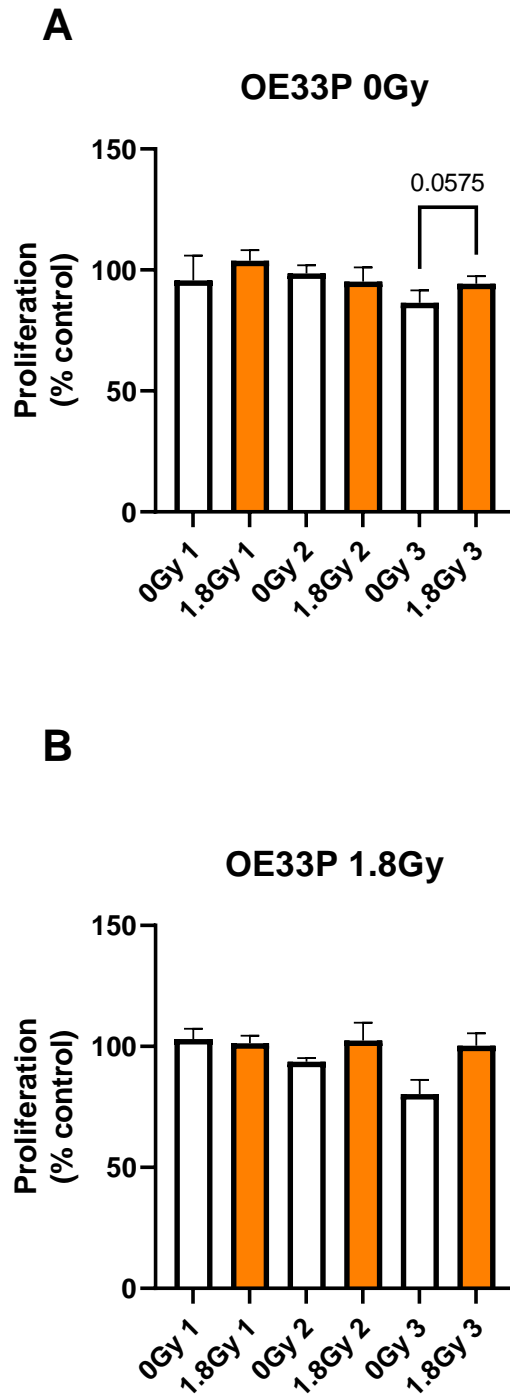 A
OE33P 0Gy
150
100
50
0
Proliferation
(% control)
0.0575
0Gy 1
1.8Gy 1
0Gy 2
1.8Gy 2
0Gy 3
1.8Gy 3
B
OE33P 1.8Gy
150
100
50
0
Proliferation
(% control)
0Gy 1
1.8Gy 1
0Gy 2
1.8Gy 2
0Gy 3
1.8Gy 3